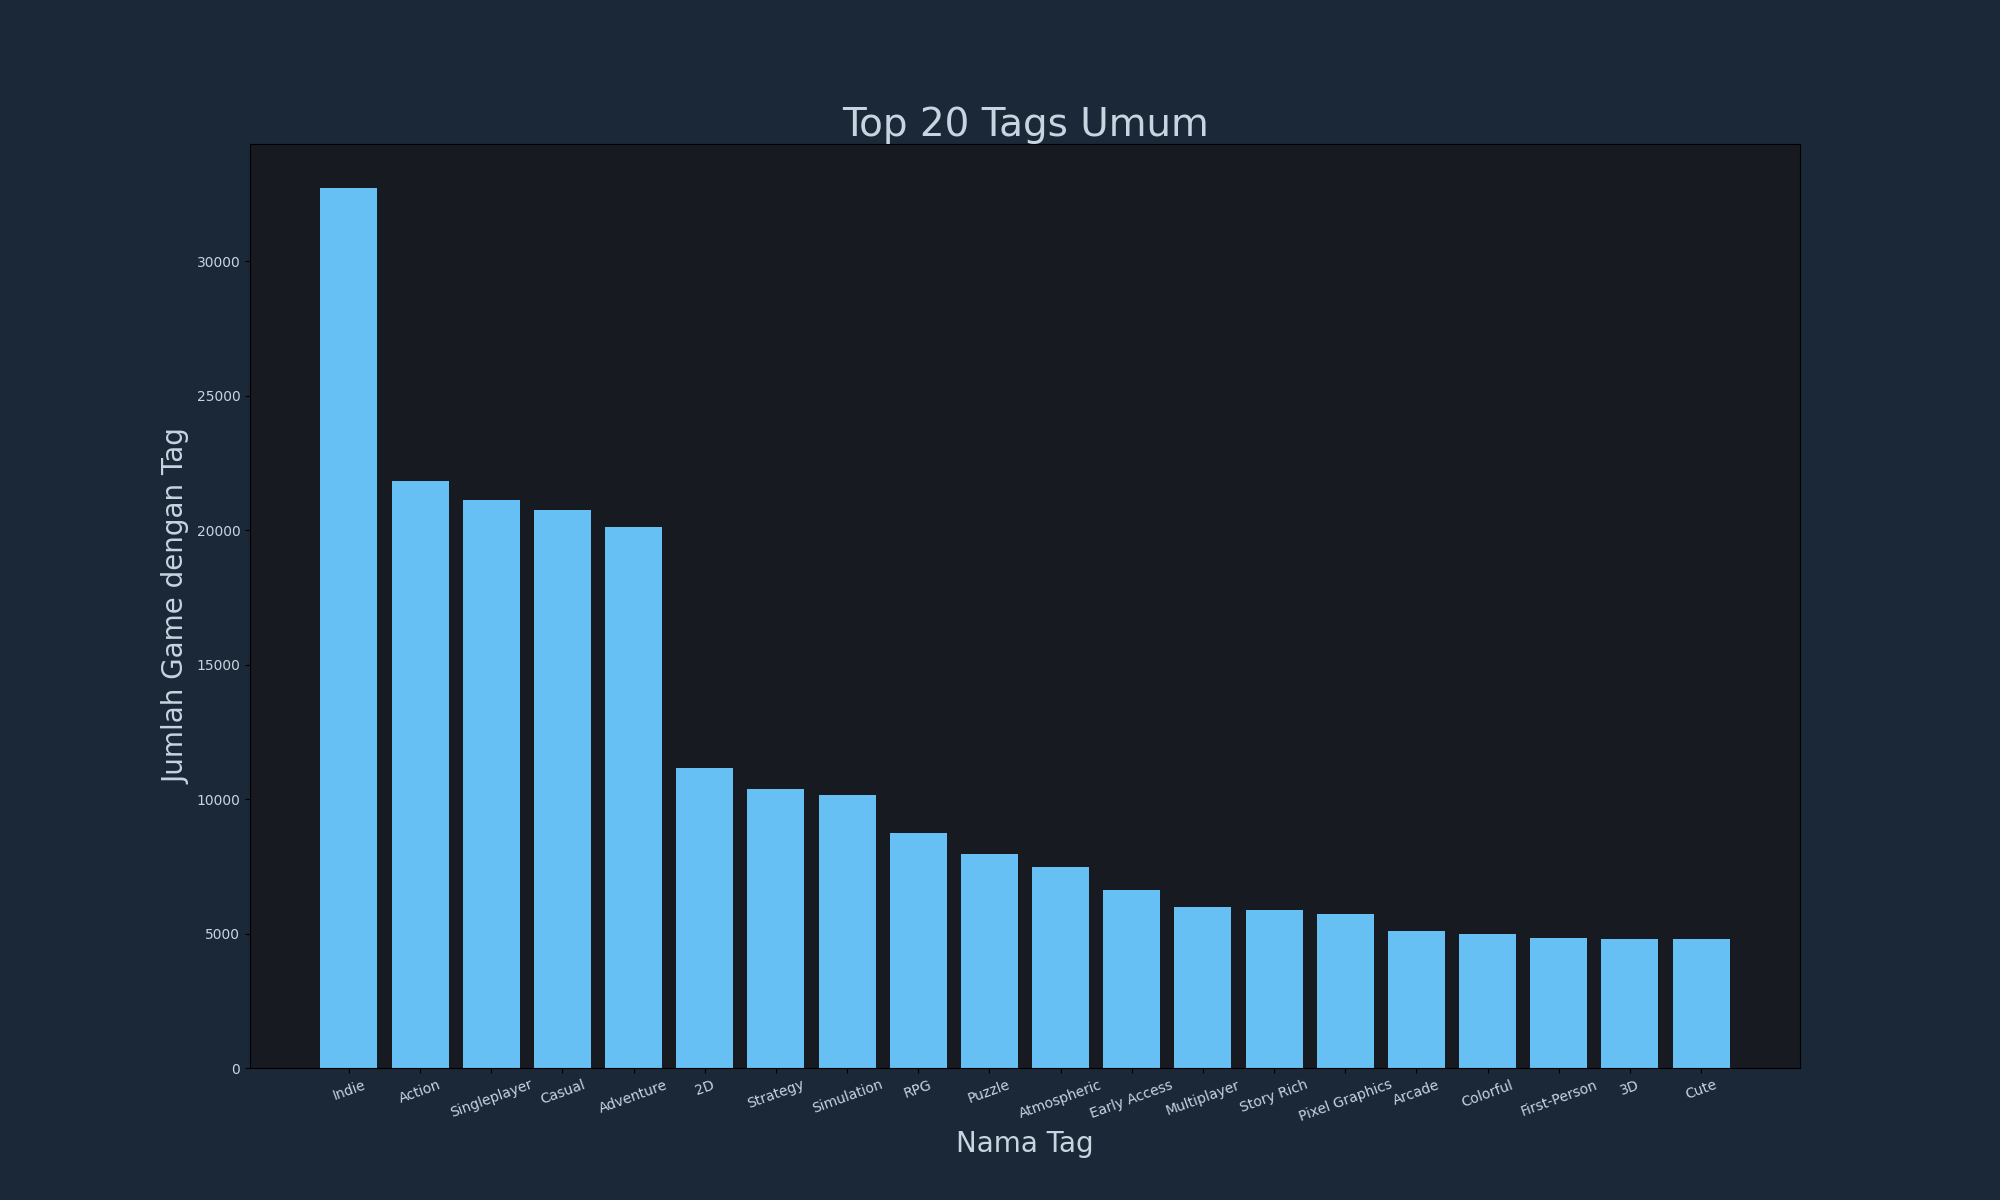 Top 20 Tags Umum
Jumlah Game dengan Tag
30000
25000
20000
15000
10000
5000
0
Indie
Action
Singleplayer
Casual
Adventure
2D
Strategy
Simulation
RPG
Puzzle
Atmospheric
Early Access
Multiplayer
Story Rich
Pixel Graphics
Arcade
Colorful
First-Person
3D
Cute
Nama Tag